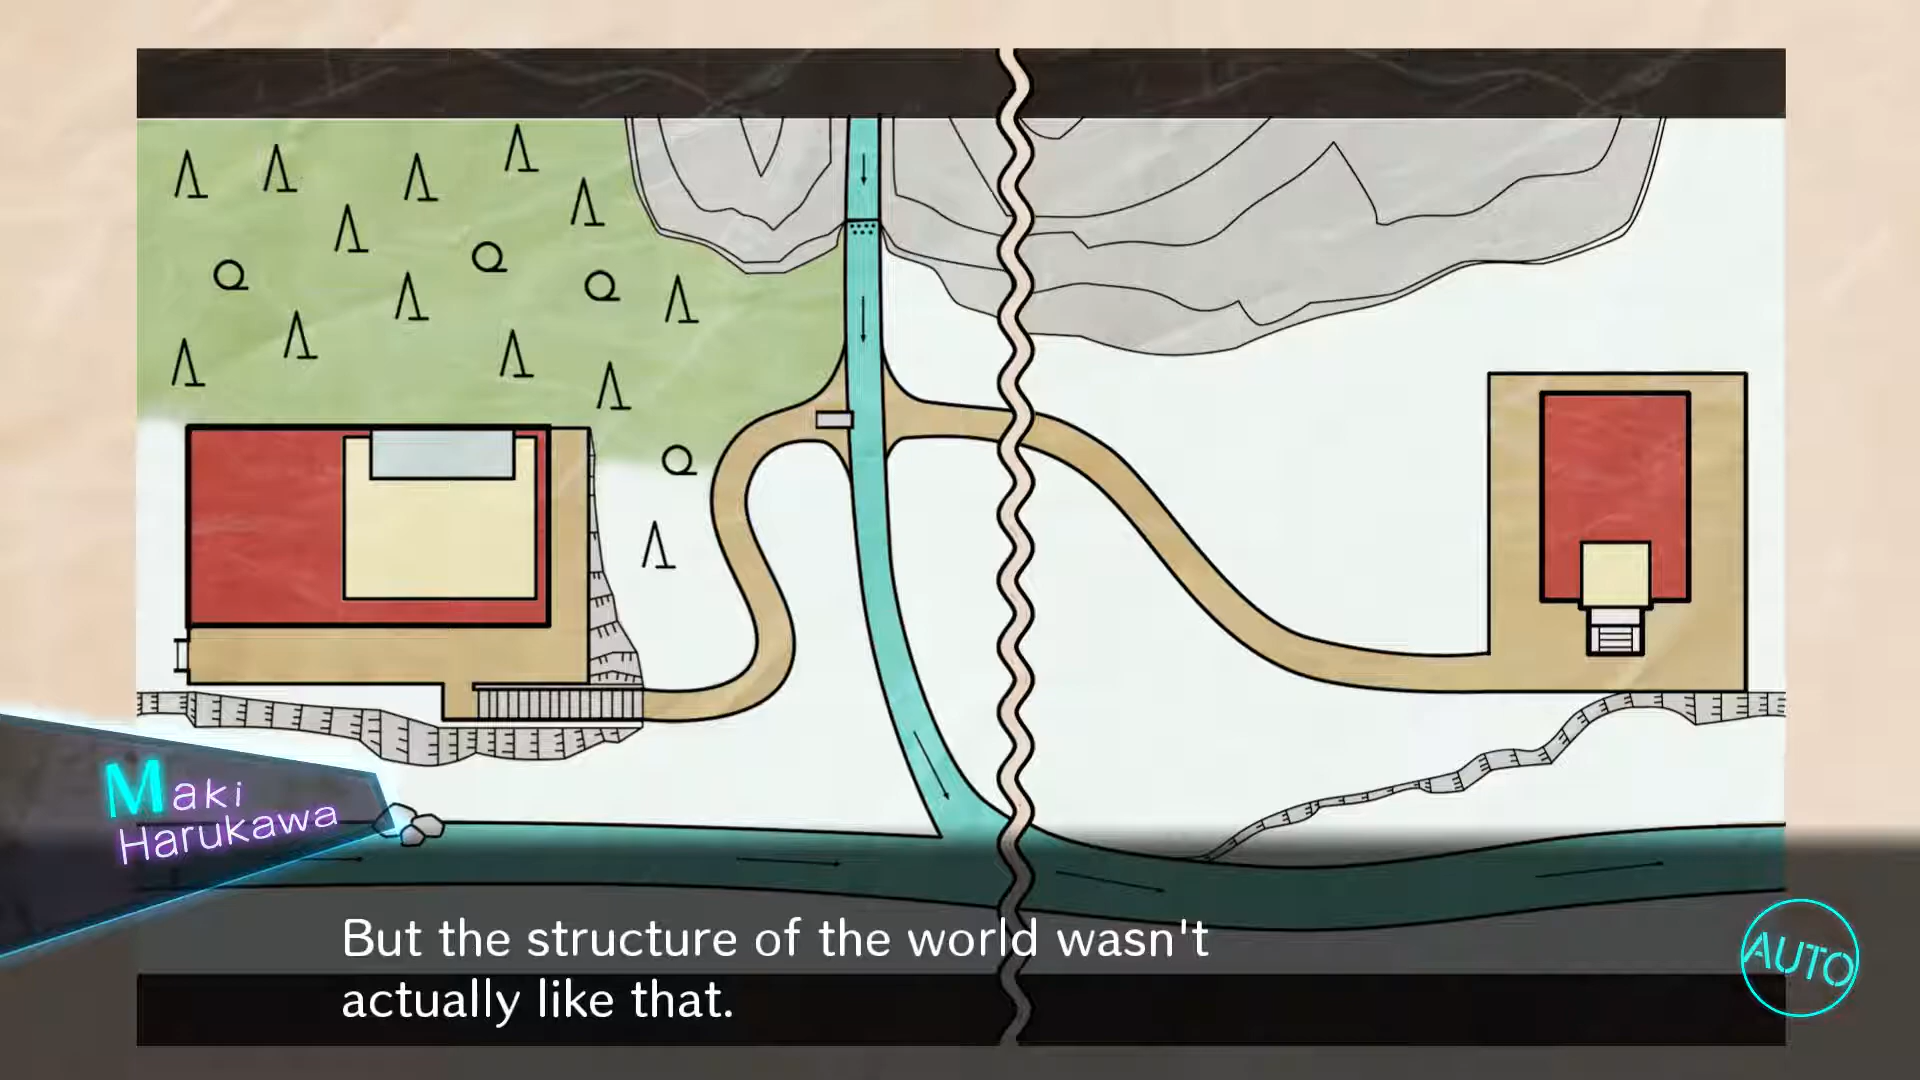 Maki
Harukawa
But the structure of the world wasn't
actually like that.
AUTO